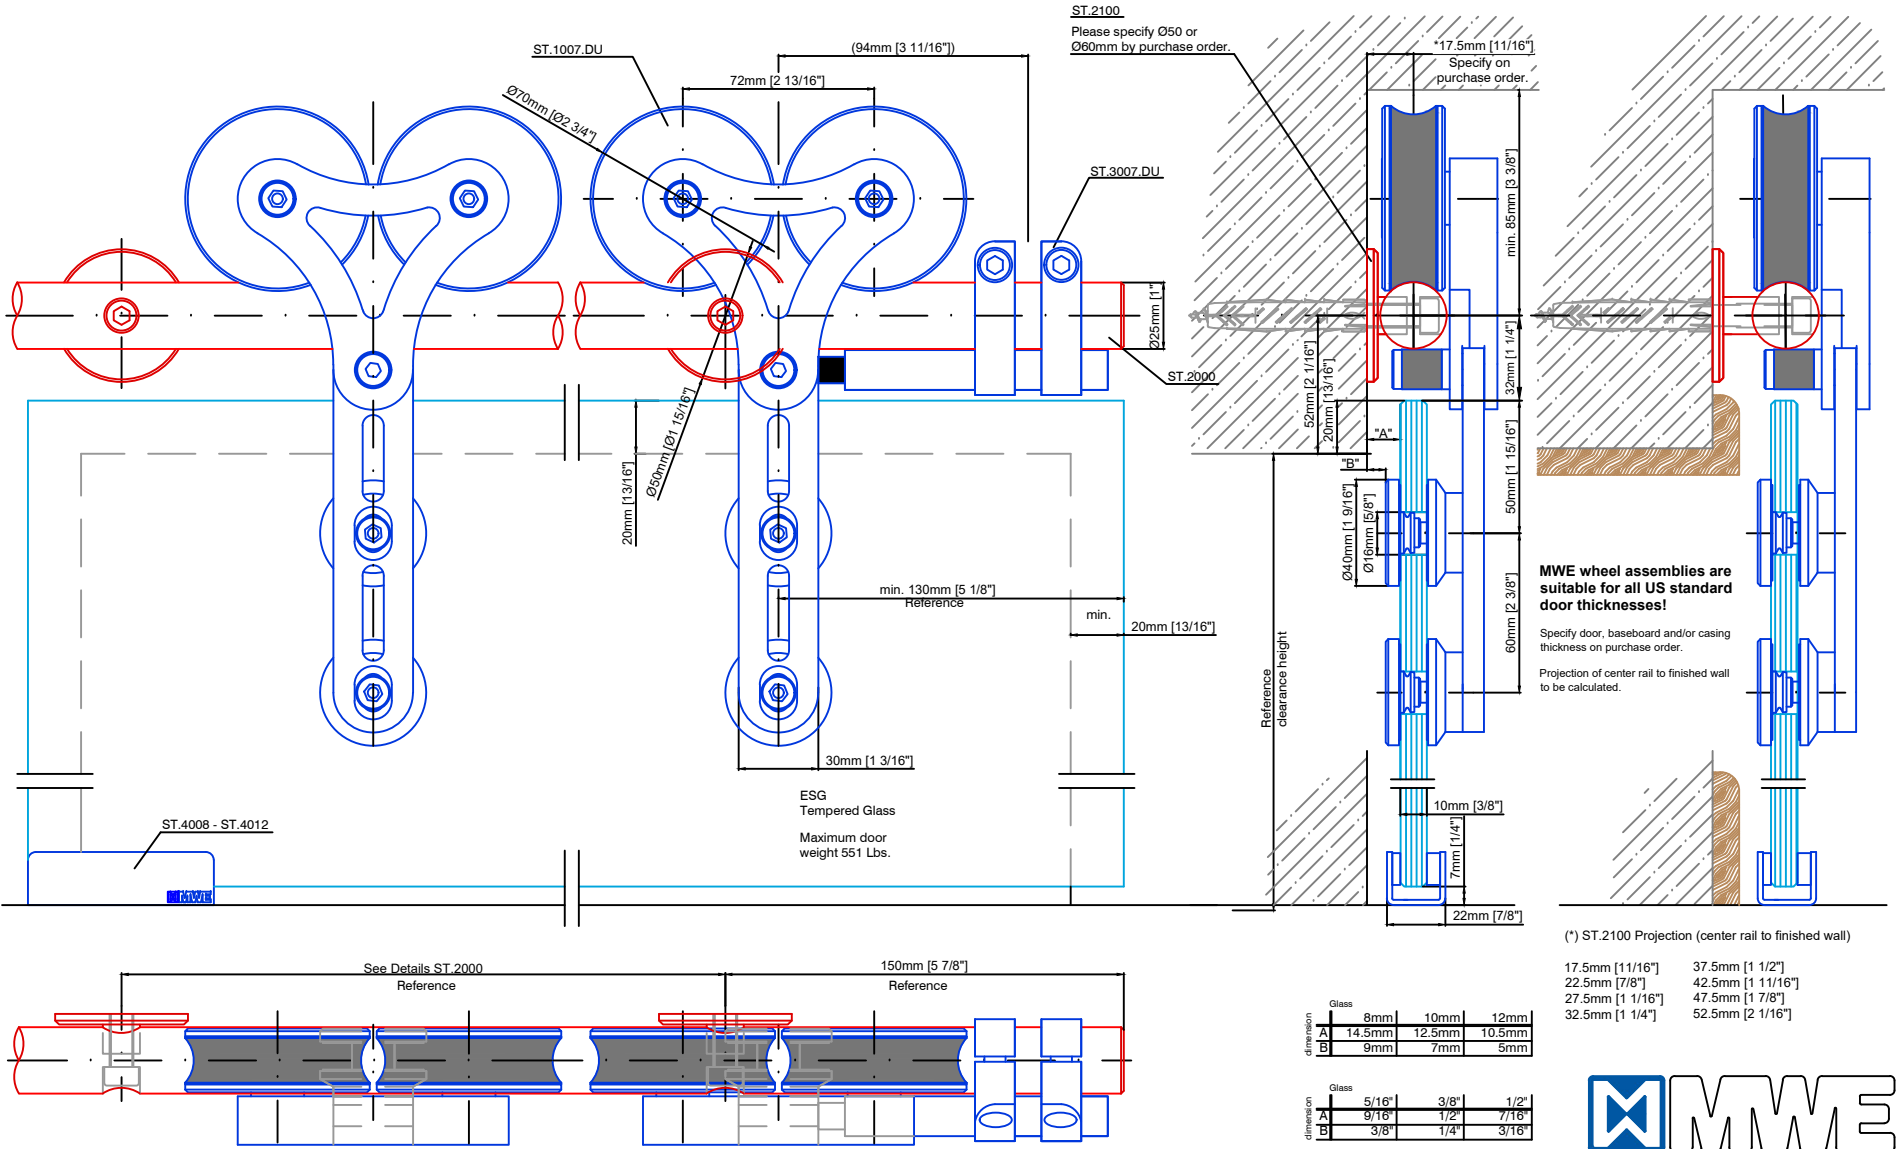 ST.2100
Please specify Ø50 or
Ø60mm by purchase order.
ST.1007.DU
(94mm [3 11/16"])
72mm [2 13/16"]
Ø70mm [Ø2 3/4"]
*17.5mm [11/16"]
Specify on
purchase order.
ST.3007.DU
min. 85mm [3 3/8"]
Ø25mm [1"]
ST.2000
52mm [2 1/16"]
20mm [13/16"]
32mm [1 1/4"]
"A"
"B"
Ø50mm [Ø1 15/16"]
20mm [13/16"]
50mm [1 15/16"]
Ø40mm [1 9/16"]
Ø16mm [5/8"]
60mm [2 3/8"]
min. 130mm [5 1/8"]
Reference
min.
20mm [13/16"]
MWE wheel assemblies are
suitable for all US standard
door thicknesses!
Specify door, baseboard and/or casing
thickness on purchase order.
Projection of center rail to finished wall
to be calculated.
Reference
clearance height
30mm [1 3/16"]
ESG
Tempered Glass
Maximum door
weight 551 Lbs.
10mm [3/8"]
7mm [1/4"]
22mm [7/8"]
ST.4008 - ST.4012
MWE
See Details ST.2000
Reference
150mm [5 7/8"]
Reference
(*) ST.2100 Projection (center rail to finished wall)
17.5mm [11/16"] 37.5mm [1 1/2"]
22.5mm [7/8"] 42.5mm [1 11/16"]
27.5mm [1 1/16"] 47.5mm [1 7/8"]
32.5mm [1 1/4"] 52.5mm [2 1/16"]
Glass
dimension
8mm 10mm 12mm
A 14.5mm 12.5mm 10.5mm
B 9mm 7mm 5mm
Glass
dimension
5/16" 3/8" 1/2"
A 9/16" 1/2" 7/16"
B 3/8" 1/4" 3/16"
MWE